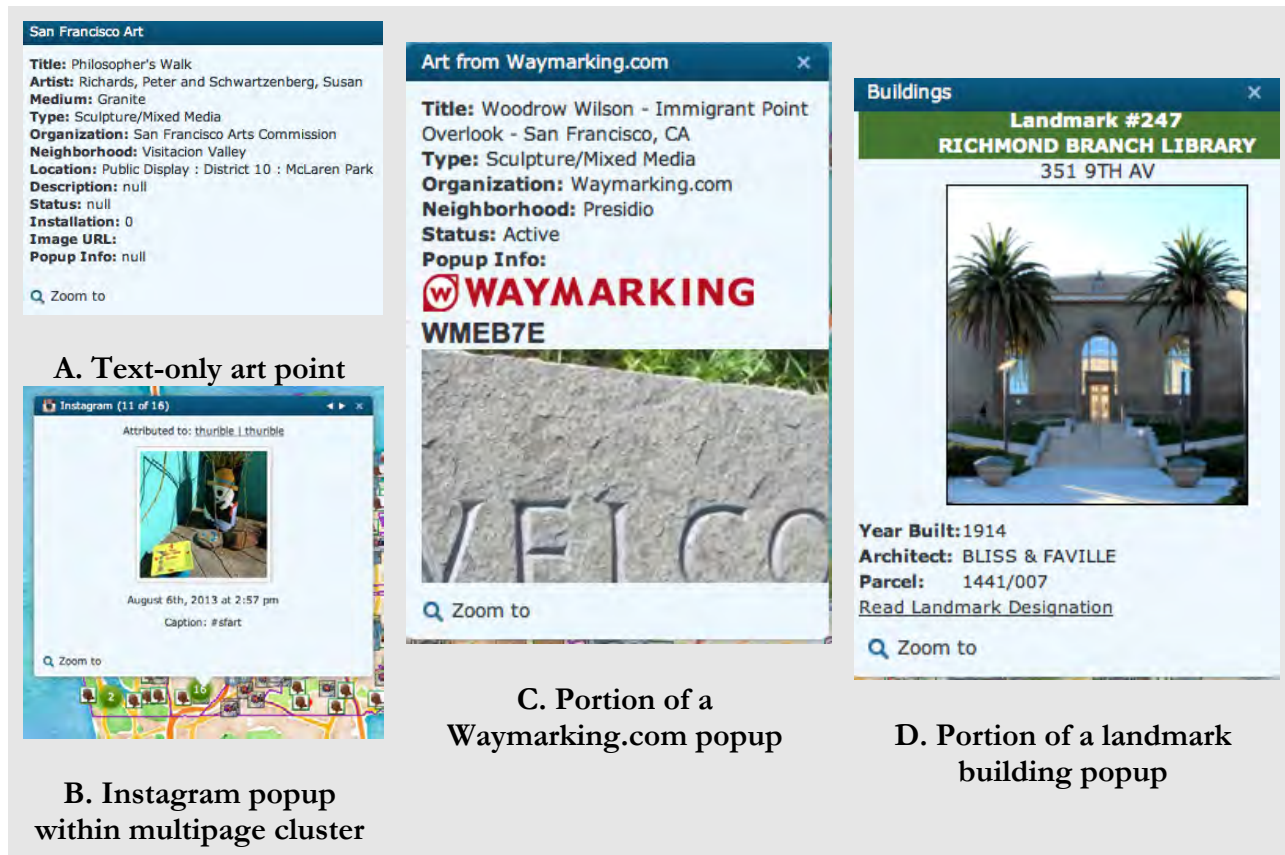 San Francisco Art
Title: Philosopher's Walk
Artist: Richards, Peter and Schwartzenberg, Susan
Medium: Granite
Type: Sculpture/Mixed Media
Organization: San Francisco Arts Commission
Neighborhood: Visitacion Valley
Location: Public Display : District 10 : McLaren Park
Description: null
Status: null
Installation: 0
Image URL:
Popup Info: null
Zoom to
A. Text-only art point
Instagram (11 of 16)
Attributed to: thurible | thurible
August 6th, 2013 at 2:57 pm
Caption: #sfart
Zoom to
2
16
B. Instagram popup
within multipage cluster
Art from Waymarking.com
Title: Woodrow Wilson - Immigrant Point
Overlook - San Francisco, CA
Type: Sculpture/Mixed Media
Organization: Waymarking.com
Neighborhood: Presidio
Status: Active
Popup Info:
WAYMARKING
WMEB7E
VELCO
Zoom to
C. Portion of a
Waymarking.com popup
Buildings
Landmark #247
RICHMOND BRANCH LIBRARY
351 9TH AV
Year Built: 1914
Architect: BLISS & FAVILLE
Parcel: 1441/007
Read Landmark Designation
Zoom to
D. Portion of a landmark
building popup